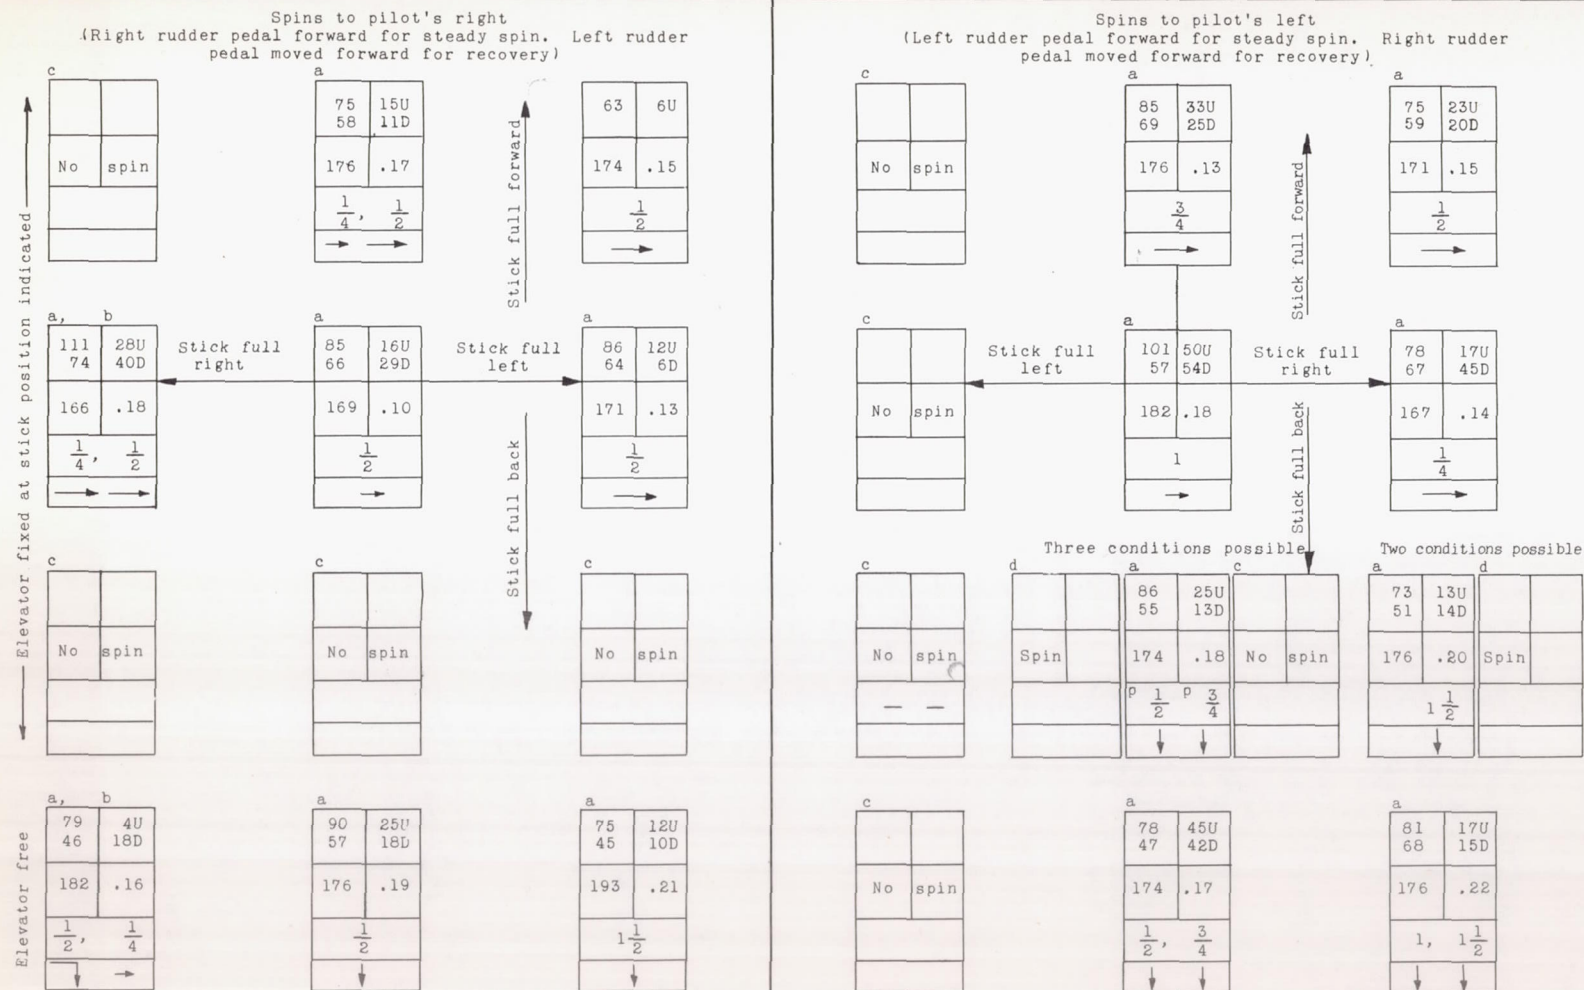 Spins to pilot's right
(Right rudder pedal forward for steady spin. Left rudder
pedal moved forward for recovery)
c
No spin
a
75 15U
58 11D
176 .17
1/4, 1/2
→ →
63 6U
174 .15
1/2
→
Stick full forward
Elevator fixed at stick position indicated
a, b
111 28U
74 40D
166 .18
1/4, 1/2
→ →
Stick full
right
a
85 16U
66 29D
169 .10
1/2
→
Stick full
left
a
86 12U
64 6D
171 .13
1/2
→
Stick full back
c
No spin
c
No spin
c
No spin
Elevator free
a, b
79 4U
46 18D
182 .16
1/2, 1/4
→
a
90 25U
57 18D
176 .19
1/2
↓
a
75 12U
45 10D
193 .21
1 1/2
↓
Spins to pilot's left
(Left rudder pedal forward for steady spin. Right rudder
pedal moved forward for recovery)
c
No spin
a
85 33U
69 25D
176 .13
3/4
→
Stick full forward
a
75 23U
59 20D
171 .15
1/2
→
c
No spin
Stick full
left
a
101 50U
57 54D
182 .18
1
→
Stick full
right
a
78 17U
67 45D
167 .14
1/4
→
Stick full back
Three conditions possible
Two conditions possible
c
No spin
— —
d
Spin
a
86 25U
55 13D
174 .18
p 1/2 p 3/4
↓ ↓
c
No spin
a
73 13U
51 14D
176 .20
1 1/2
↓
d
Spin
c
No spin
a
78 45U
47 42D
174 .17
1/2, 3/4
↓ ↓
a
81 17U
68 15D
176 .22
1, 1 1/2
↓ ↓